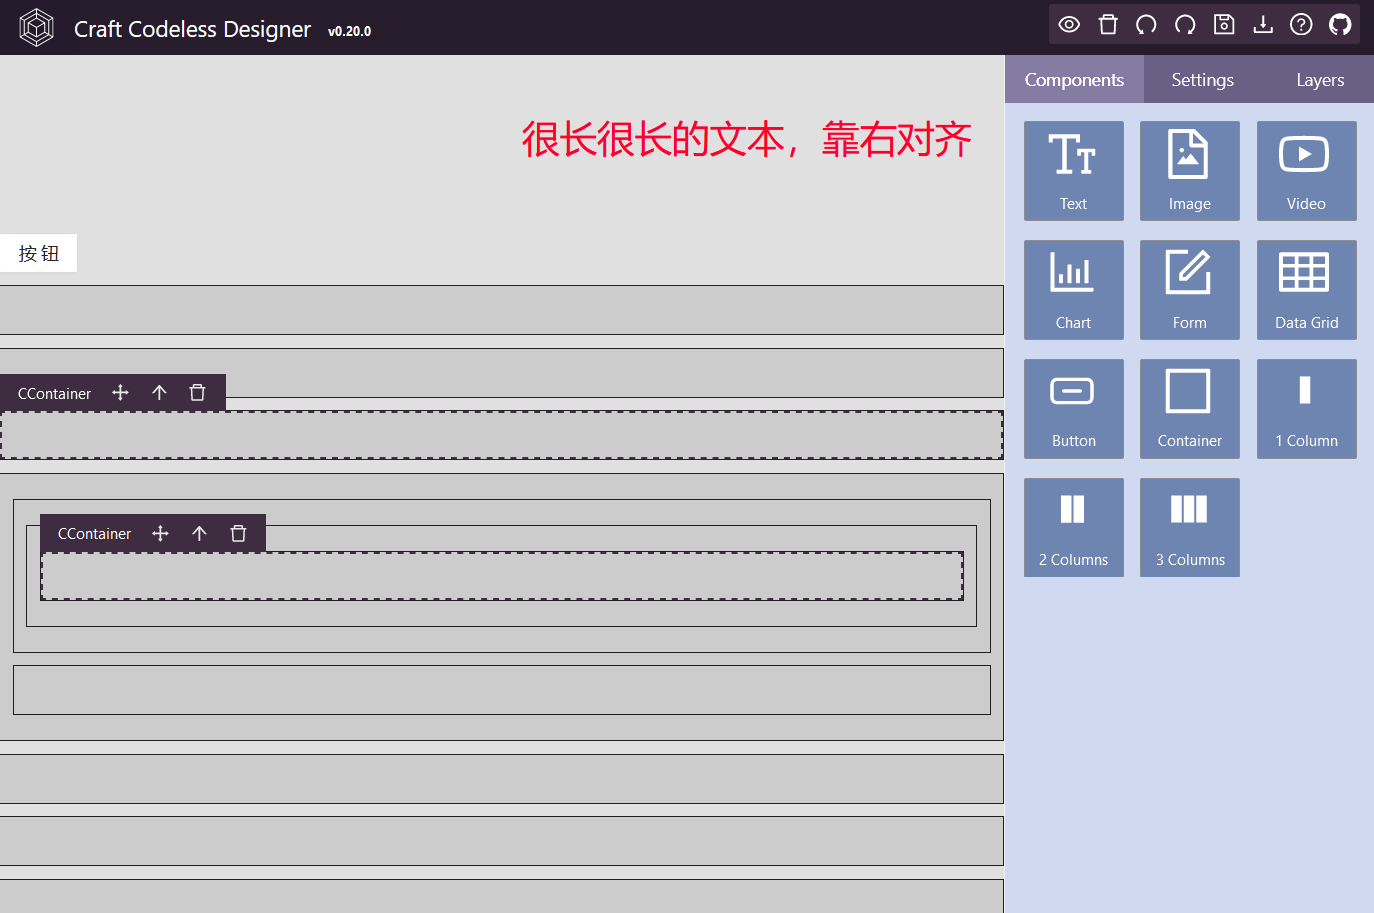 Craft Codeless Designer v0.20.0
Components Settings Layers
很长很长的文本，靠右对齐
Text Image Video
按钮
Chart Form Data Grid
CContainer
Button Container 1 Column
CContainer
2 Columns 3 Columns